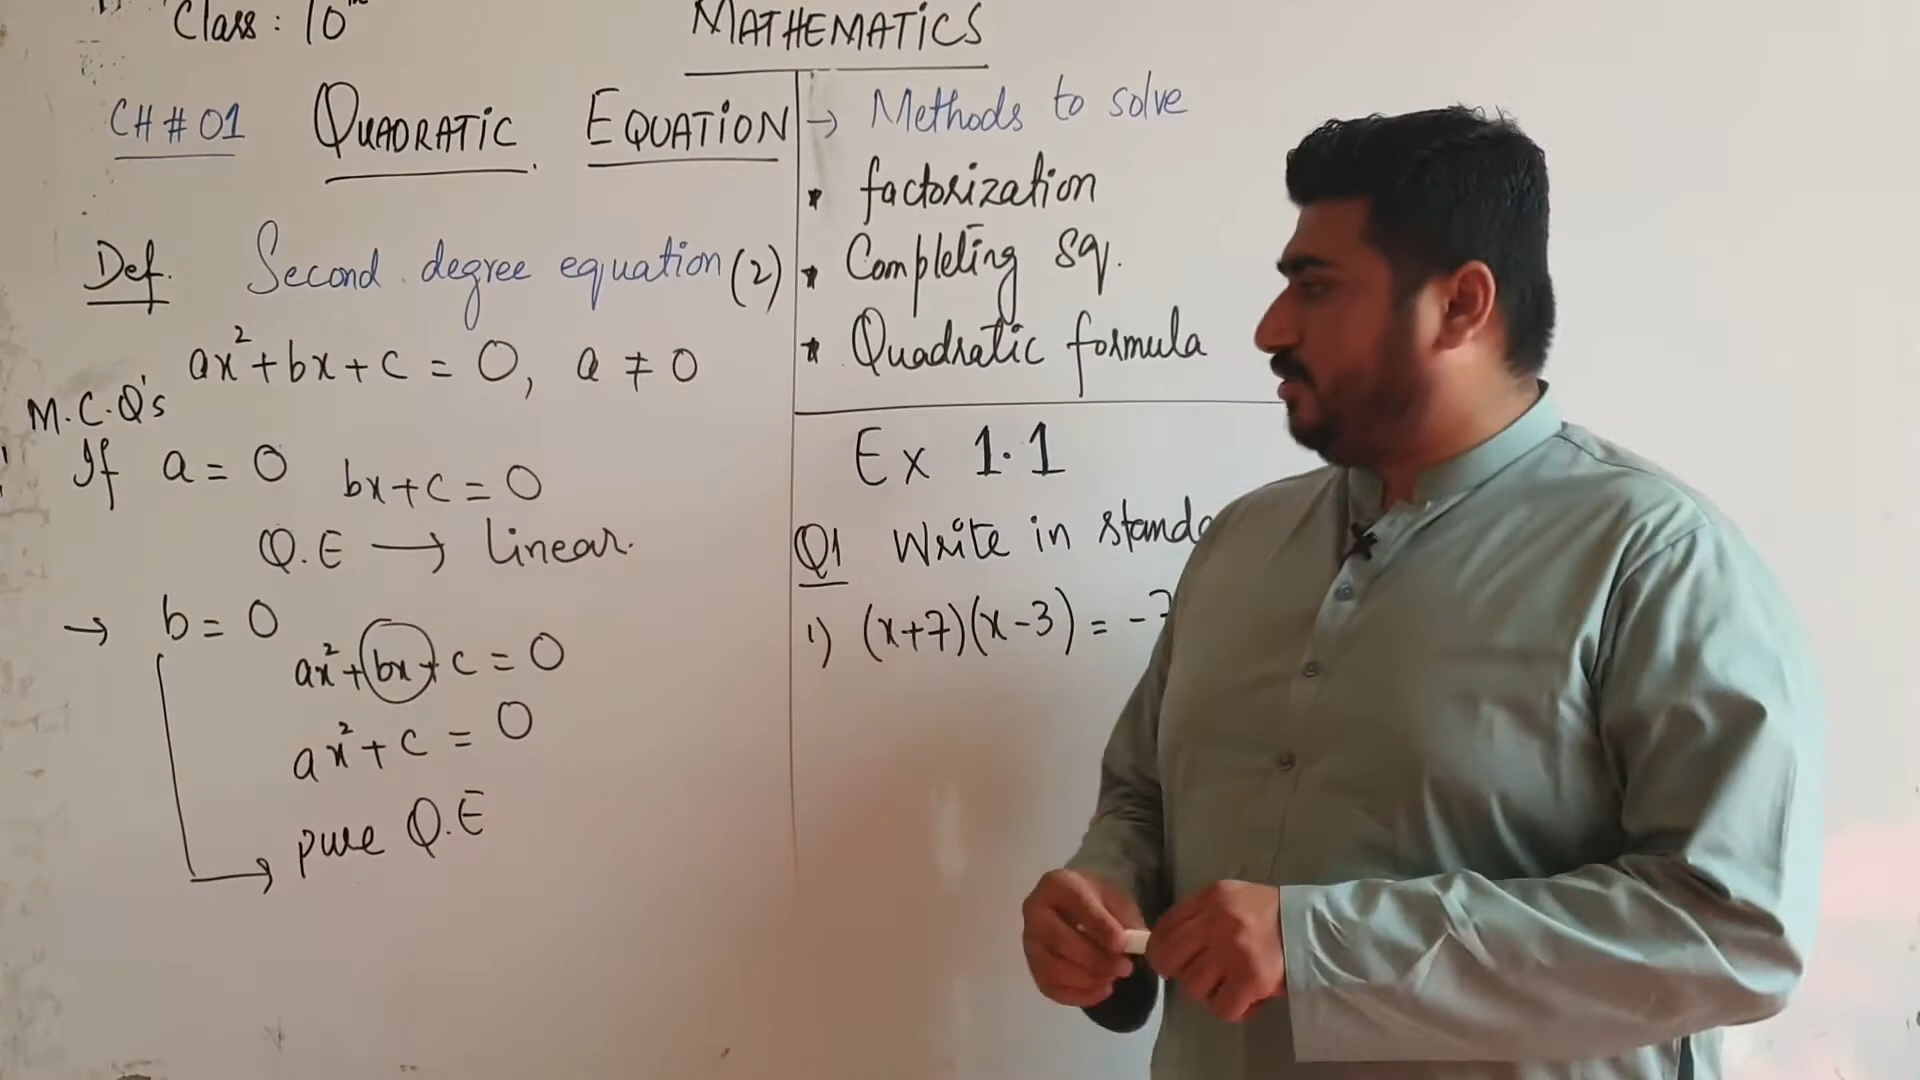 Class : 10th
MATHEMATICS
CH # 01 QUADRATIC EQUATION
Def. Second degree equation (2)
ax²+bx+c = 0, a ≠ 0
M.C.Q's
If a = 0 bx+c = 0
Q.E → linear.
→ b = 0
ax²+bx+c = 0
ax²+c = 0
pure Q.E
→ Methods to solve
* factorization
* Completing sq.
* Quadratic formula
Ex 1.1
Q1 Write in
1) (x+7)(x-3) = -7